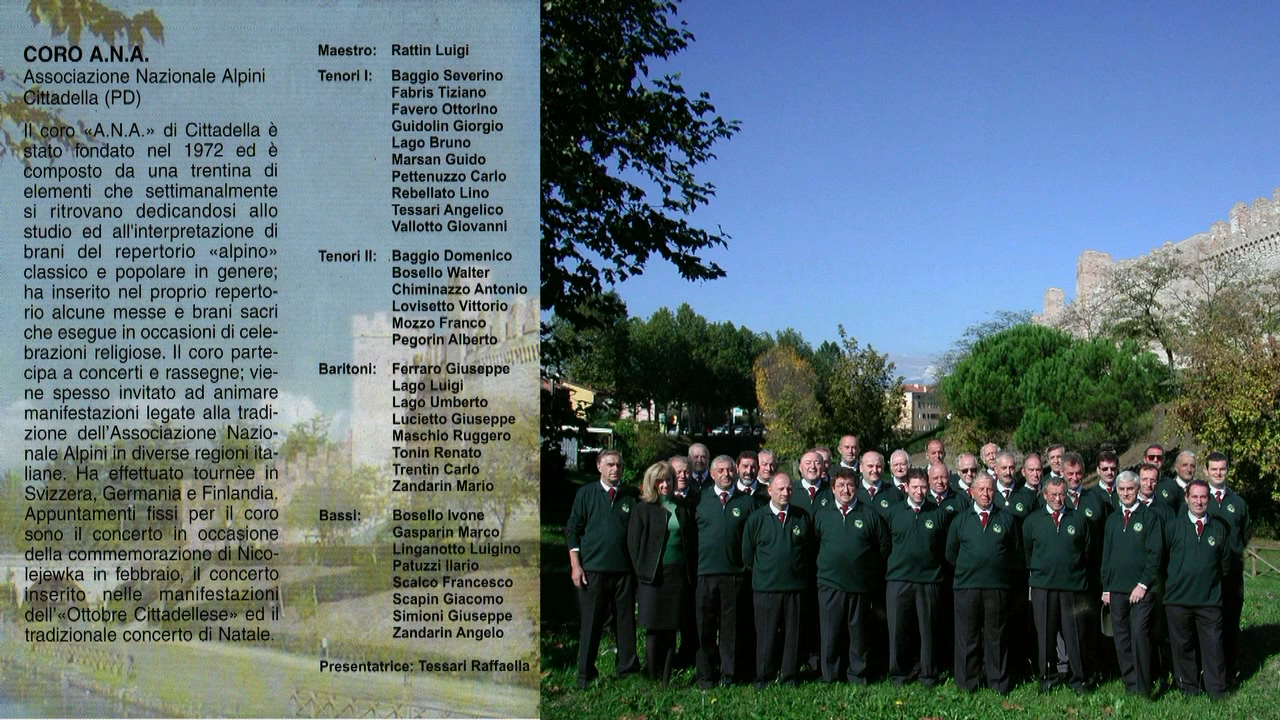 CORO A.N.A.
Associazione Nazionale Alpini
Cittadella (PD)
Il coro «A.N.A.» di Cittadella è
stato fondato nel 1972 ed è
composto da una trentina di
elementi che settimanalmente
si ritrovano dedicandosi allo
studio ed all'interpretazione di
brani del repertorio «alpino»
classico e popolare in genere;
ha inserito nel proprio reperto-
rio alcune messe e brani sacri
che esegue in occasioni di cele-
brazioni religiose. Il coro parte-
cipa a concerti e rassegne; vie-
ne spesso invitato ad animare
manifestazioni legate alla tradi-
zione dell'Associazione Nazio-
nale Alpini in diverse regioni ita-
liane. Ha effettuato tournèe in
Svizzera, Germania e Finlandia.
Appuntamenti fissi per il coro
sono il concerto in occasione
della commemorazione di Nico-
lejewka in febbraio, il concerto
inserito nelle manifestazioni
dell'«Ottobre Cittadellese» ed il
tradizionale concerto di Natale.
Maestro: Rattin Luigi
Tenori I: Baggio Severino
Fabris Tiziano
Favero Ottorino
Guidolin Giorgio
Lago Bruno
Marsan Guido
Pettenuzzo Carlo
Rebellato Lino
Tessari Angelico
Vallotto Giovanni
Tenori II: Baggio Domenico
Bosello Walter
Chiminazzo Antonio
Lovisetto Vittorio
Mozzo Franco
Pegorin Alberto
Baritoni: Ferraro Giuseppe
Lago Luigi
Lago Umberto
Lucietto Giuseppe
Maschio Ruggero
Tonin Renato
Trentin Carlo
Zandarin Mario
Bassi: Bosello Ivone
Gasparin Marco
Linganotto Luigino
Patuzzi Ilario
Scalco Francesco
Scapin Giacomo
Simioni Giuseppe
Zandarin Angelo
Presentatrice: Tessari Raffaella